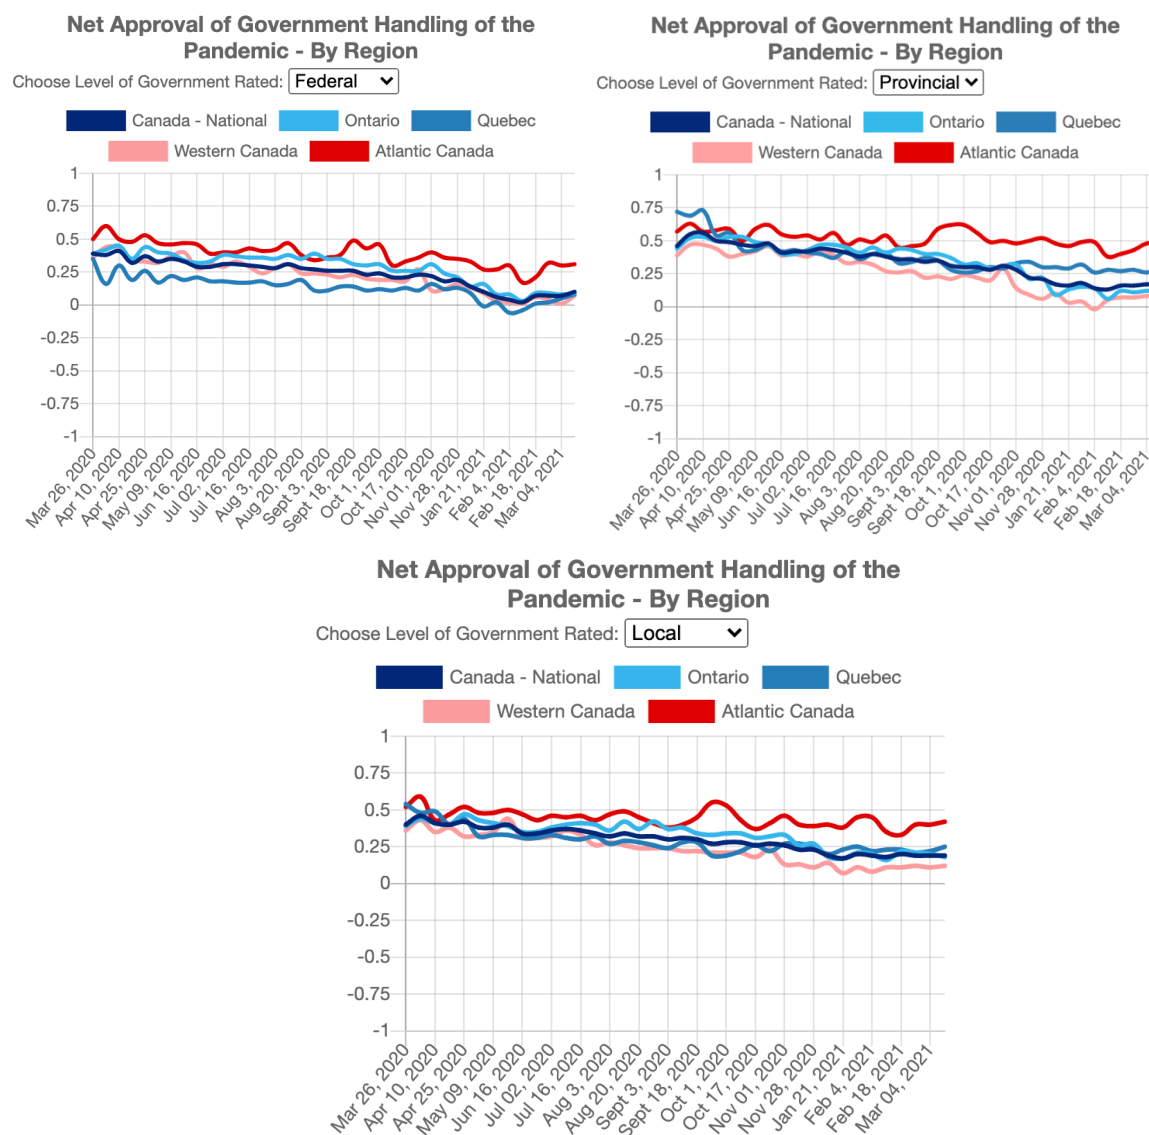 Net Approval of Government Handling of the
Pandemic - By Region
Choose Level of Government Rated: Federal
Canada - National Ontario Quebec
Western Canada Atlantic Canada
1
0.75
0.5
0.25
0
-0.25
-0.5
-0.75
-1
Mar 26, 2020
Apr 10, 2020
Apr 25, 2020
May 09, 2020
Jun 16, 2020
Jul 02, 2020
Jul 16, 2020
Aug 3, 2020
Aug 20, 2020
Sept 3, 2020
Sept 18, 2020
Oct 1, 2020
Oct 17, 2020
Nov 01, 2020
Nov 28, 2020
Jan 21, 2021
Feb 4, 2021
Feb 18, 2021
Mar 04, 2021
Net Approval of Government Handling of the
Pandemic - By Region
Choose Level of Government Rated: Provincial
Canada - National Ontario Quebec
Western Canada Atlantic Canada
1
0.75
0.5
0.25
0
-0.25
-0.5
-0.75
-1
Mar 26, 2020
Apr 10, 2020
Apr 25, 2020
May 09, 2020
Jun 16, 2020
Jul 02, 2020
Jul 16, 2020
Aug 3, 2020
Aug 20, 2020
Sept 3, 2020
Sept 18, 2020
Oct 1, 2020
Oct 17, 2020
Nov 01, 2020
Nov 28, 2020
Jan 21, 2021
Feb 4, 2021
Feb 18, 2021
Mar 04, 2021
Net Approval of Government Handling of the
Pandemic - By Region
Choose Level of Government Rated: Local
Canada - National Ontario Quebec
Western Canada Atlantic Canada
1
0.75
0.5
0.25
0
-0.25
-0.5
-0.75
-1
Mar 26, 2020
Apr 10, 2020
Apr 25, 2020
May 09, 2020
Jun 16, 2020
Jul 02, 2020
Jul 16, 2020
Aug 3, 2020
Aug 20, 2020
Sept 3, 2020
Sept 18, 2020
Oct 1, 2020
Oct 17, 2020
Nov 01, 2020
Nov 28, 2020
Jan 21, 2021
Feb 4, 2021
Feb 18, 2021
Mar 04, 2021